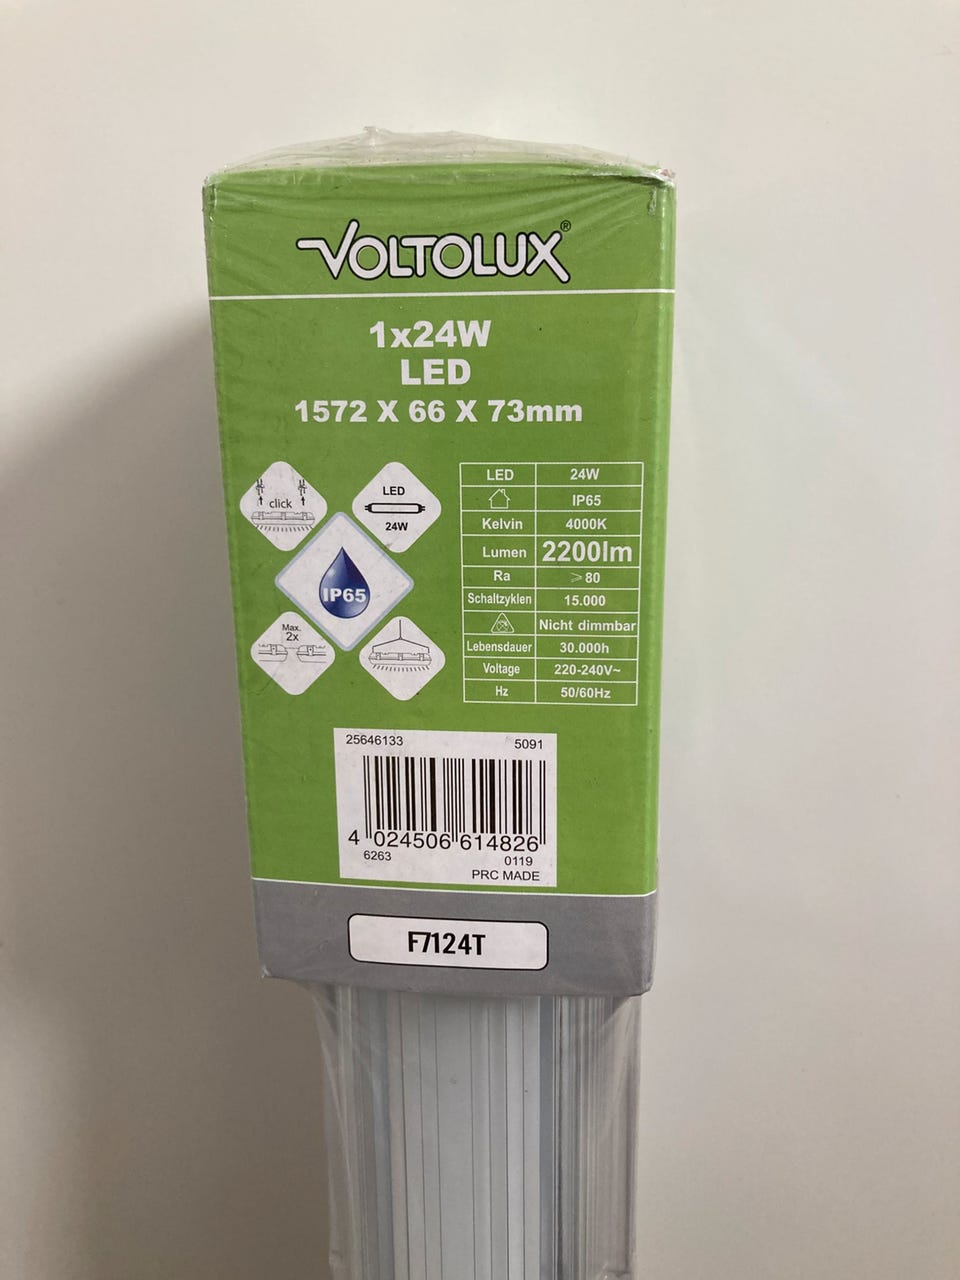 VOLTOLUX®
1x24W
LED
1572 X 66 X 73mm
click
LED
24W
IP65
Max.
2x
LED 24W
IP65
Kelvin 4000K
Lumen 2200lm
Ra ⩾80
Schaltzyklen 15.000
Nicht dimmbar
Lebensdauer 30.000h
Voltage 220-240V~
Hz 50/60Hz
25646133 5091
4 024506 614826
6263 0119
PRC MADE
F7124T